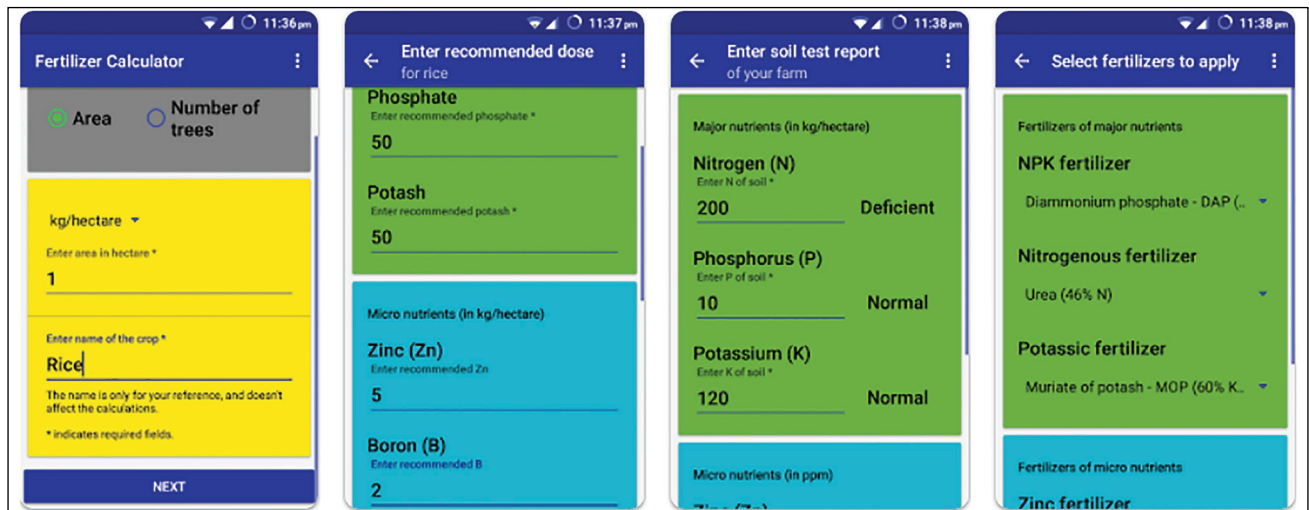 11:36 pm
Fertilizer Calculator
Area
Number of
trees
kg/hectare
Enter area in hectare *
1
Enter name of the crop *
Rice
The name is only for your reference, and doesn't
affect the calculations.
* indicates required fields.
NEXT
11:37 pm
Enter recommended dose
for rice
Phosphate
Enter recommended phosphate *
50
Potash
Enter recommended potash *
50
Micro nutrients (in kg/hectare)
Zinc (Zn)
Enter recommended Zn
5
Boron (B)
Enter recommended B
2
11:38 pm
Enter soil test report
of your farm
Major nutrients (in kg/hectare)
Nitrogen (N)
Enter N of soil *
200 Deficient
Phosphorus (P)
Enter P of soil *
10 Normal
Potassium (K)
Enter K of soil *
120 Normal
Micro nutrients (in ppm)
Zinc (Zn)
11:38 pm
Select fertilizers to apply
Fertilizers of major nutrients
NPK fertilizer
Diammonium phosphate - DAP (..
Nitrogenous fertilizer
Urea (46% N)
Potassic fertilizer
Muriate of potash - MOP (60% K..
Fertilizers of micro nutrients
Zinc fertilizer